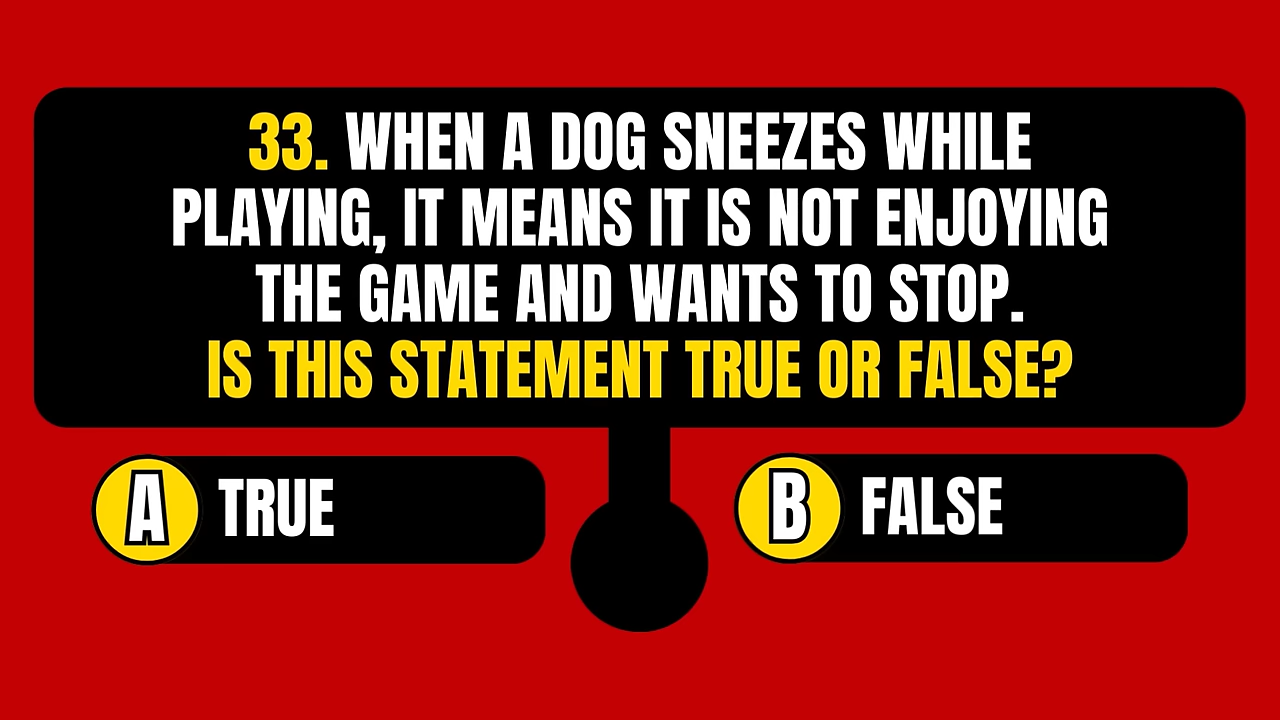 33. WHEN A DOG SNEEZES WHILE
PLAYING, IT MEANS IT IS NOT ENJOYING
THE GAME AND WANTS TO STOP.
IS THIS STATEMENT TRUE OR FALSE?
A TRUE
B FALSE